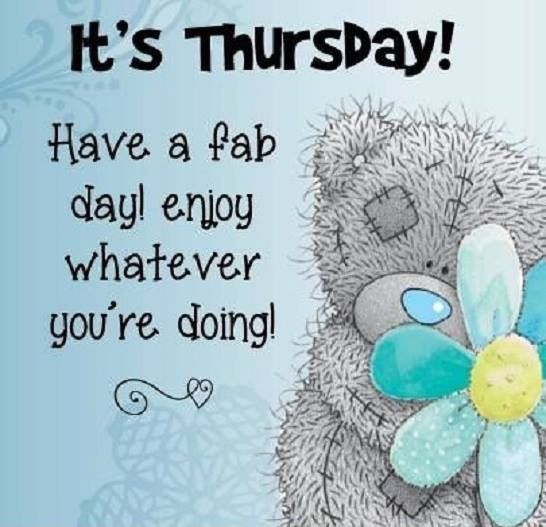 It's Thursday!
Have a fab
day! enjoy
whatever
you're doing!